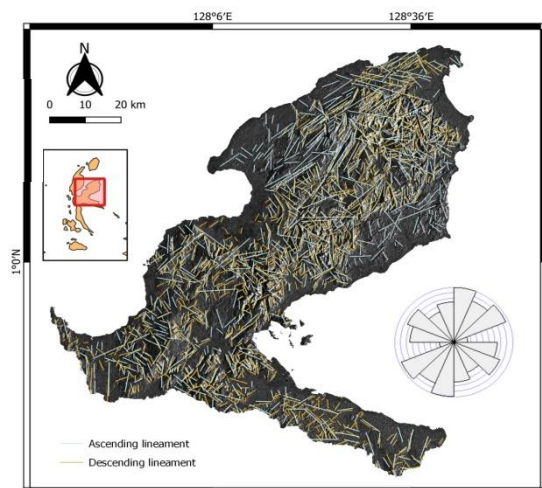 128°6′E 128°36′E
N
0 10 20 km
1°0′N
Ascending lineament
Descending lineament